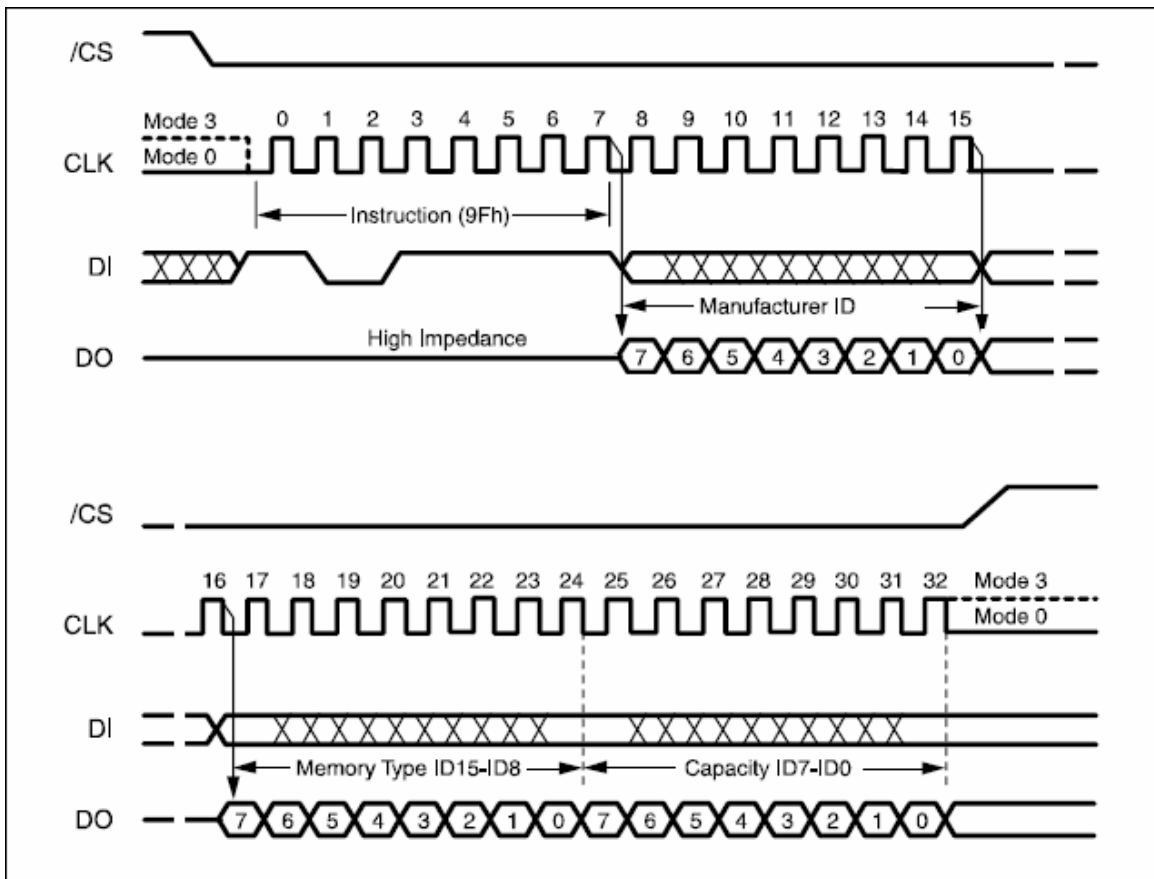 /CS
Mode 3
0 1 2 3 4 5 6 7 8 9 10 11 12 13 14 15
CLK
Mode 0
Instruction (9Fh)
DI
Manufacturer ID
High Impedance
DO
7 6 5 4 3 2 1 0
/CS
16 17 18 19 20 21 22 23 24 25 26 27 28 29 30 31 32
Mode 3
CLK
Mode 0
DI
Memory Type ID15-ID8
Capacity ID7-ID0
DO
7 6 5 4 3 2 1 0 7 6 5 4 3 2 1 0